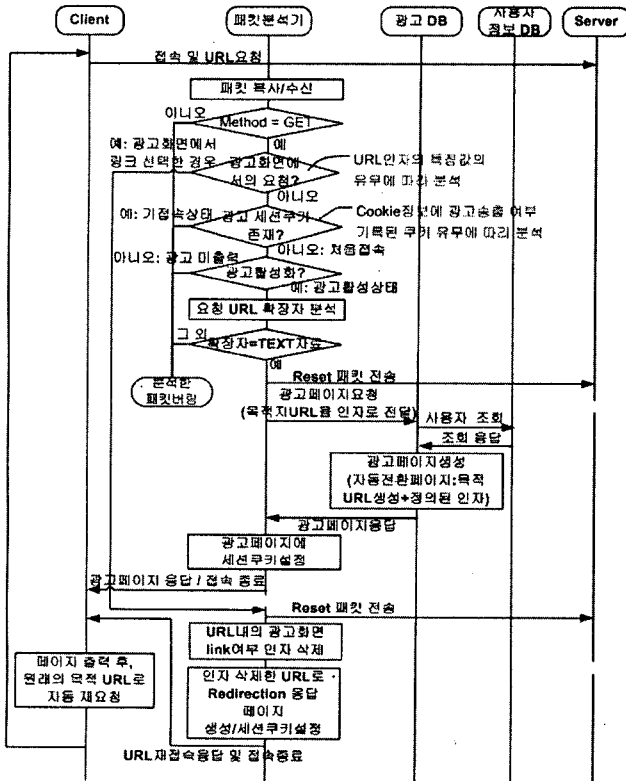 Client
패킷분석기
광고 DB
사용자
정보 DB
Server
접속 및 URL요청
패킷 복사/수신
아니오
Method = GET
예
예: 광고화면에서
링크 선택한 경우
광고화면에
서의 요청?
URL인자의 특정값의
유무에 따라 분석
아니오
예: 기접속상태
광고 세션쿠키
존재?
Cookie정보에 광고송출 여부
기록된 쿠키 유무에 따라 분석
아니오: 처음접속
아니오: 광고 미출력
광고활성화?
예: 광고활성상태
요청 URL 확장자 분석
그 외
확장자=TEXT자료
예
분석한
패킷버림
Reset 패킷 전송
광고페이지요청
(목적지URL을 인자로 전달)
사용자 조회
조회 응답
광고페이지생성
(자동전환페이지:목적
URL생성+정의된 인자)
광고페이지응답
광고페이지에
세션쿠키설정
광고페이지 응답 / 접속 종료
Reset 패킷 전송
URL내의 광고화면
link여부 인자 삭제
페이지 출력 후,
원래의 목적 URL로
자동 재요청
인자 삭제한 URL로
Redirection 응답
페이지
생성/세션쿠키설정
URL재접속응답 및 접속종료